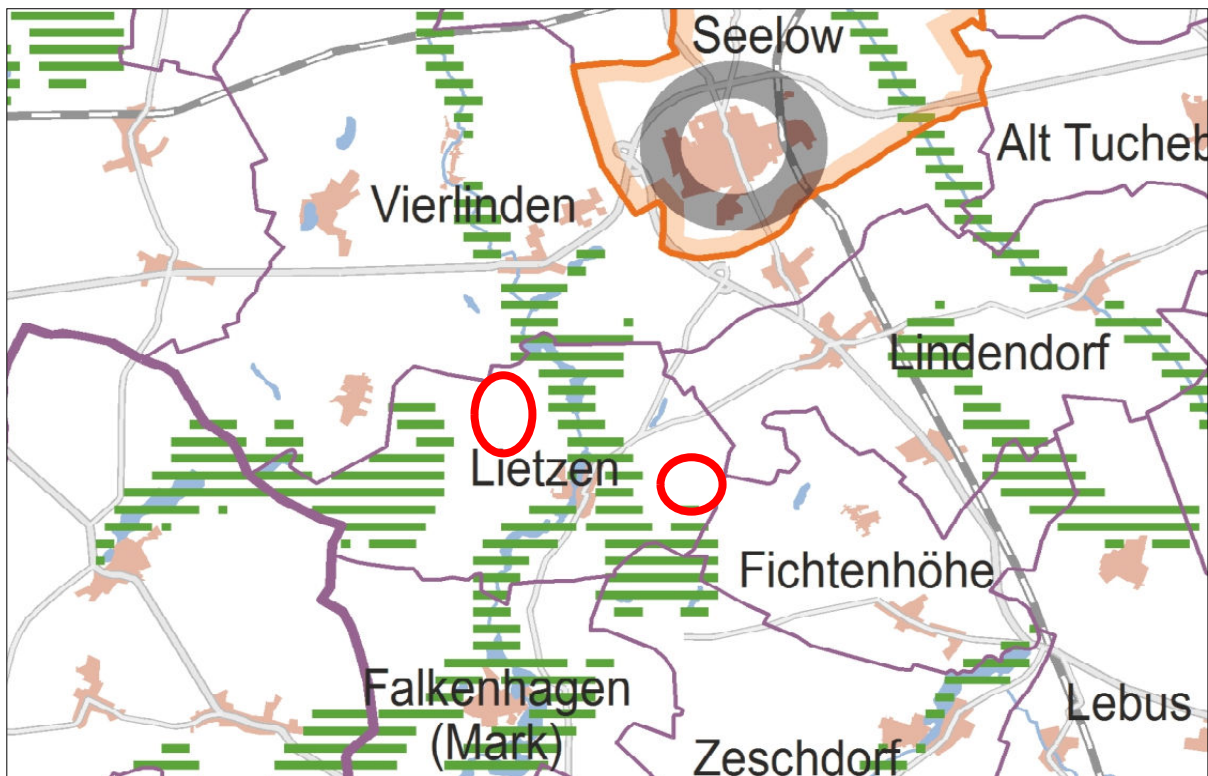 Seelow
Alt Tucheb
Vierlinden
Lindendorf
Lietzen
Fichtenhöhe
Falkenhagen
(Mark)
Lebus
Zeschdorf